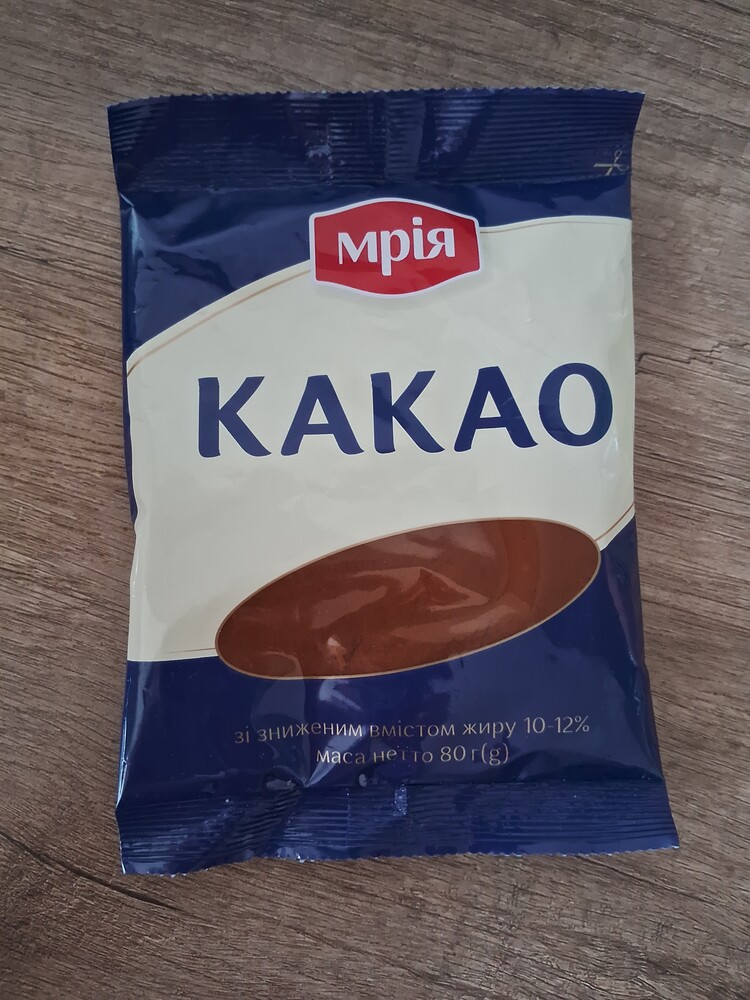 мрія
КАКАО
зі зниженим вмістом жиру 10-12%
маса нетто 80 г(g)